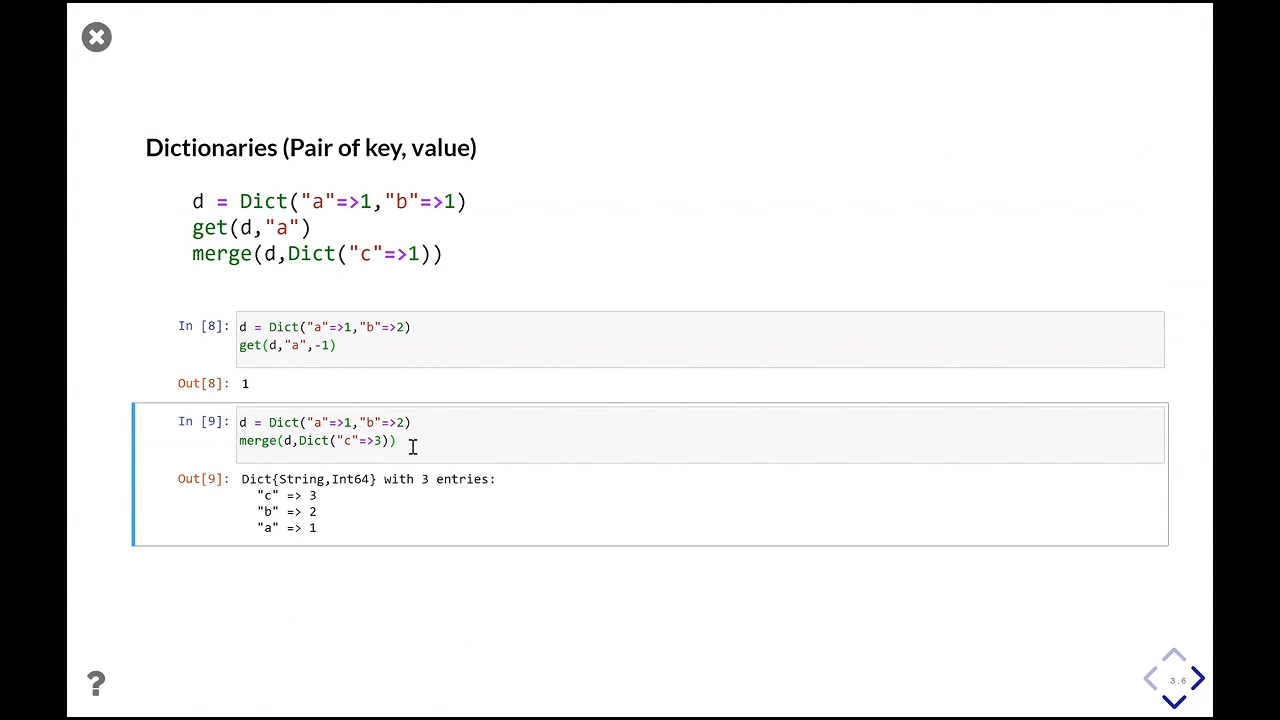 Dictionaries (Pair of key, value)
d = Dict("a"=>1,"b"=>1)
get(d,"a")
merge(d,Dict("c"=>1))
In [8]: d = Dict("a"=>1,"b"=>2)
get(d,"a",-1)
Out[8]: 1
In [9]: d = Dict("a"=>1,"b"=>2)
merge(d,Dict("c"=>3))
Out[9]: Dict{String,Int64} with 3 entries:
"c" => 3
"b" => 2
"a" => 1
?
3.6